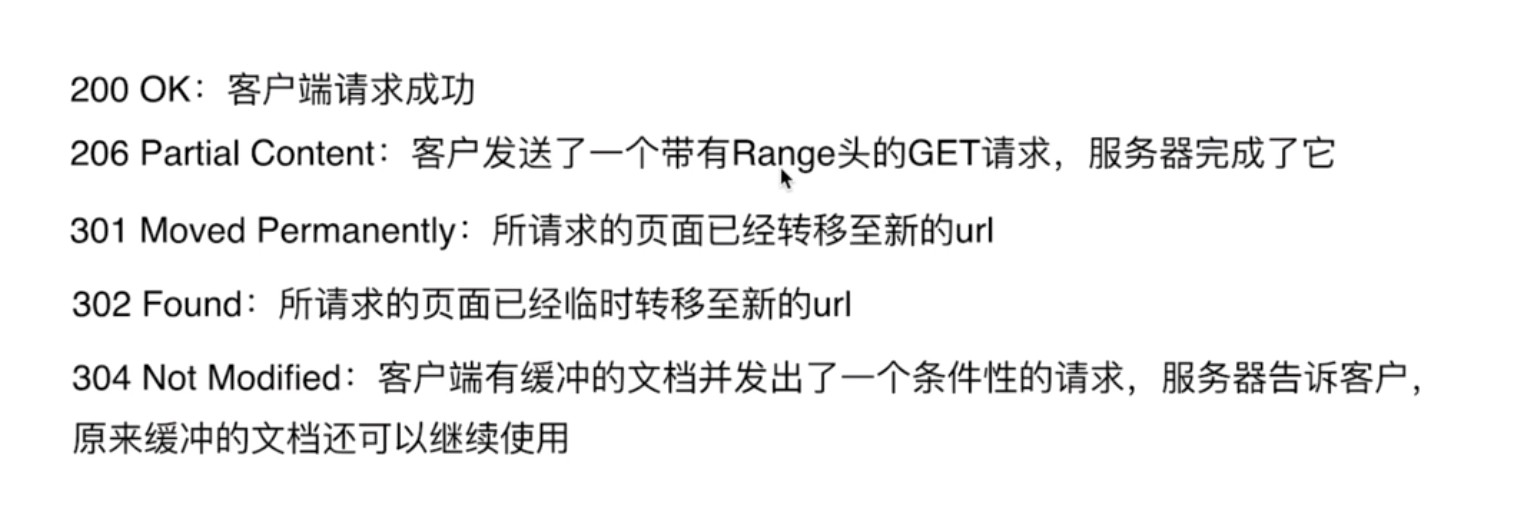 200 OK：客户端请求成功
206 Partial Content：客户发送了一个带有Range头的GET请求，服务器完成了它
301 Moved Permanently：所请求的页面已经转移至新的url
302 Found：所请求的页面已经临时转移至新的url
304 Not Modified：客户端有缓冲的文档并发出了一个条件性的请求，服务器告诉客户，
原来缓冲的文档还可以继续使用